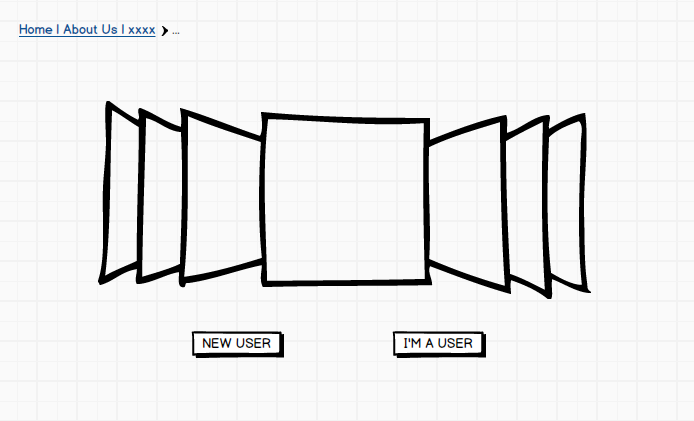 Home | About Us | xxxx > ...
NEW USER
I'M A USER